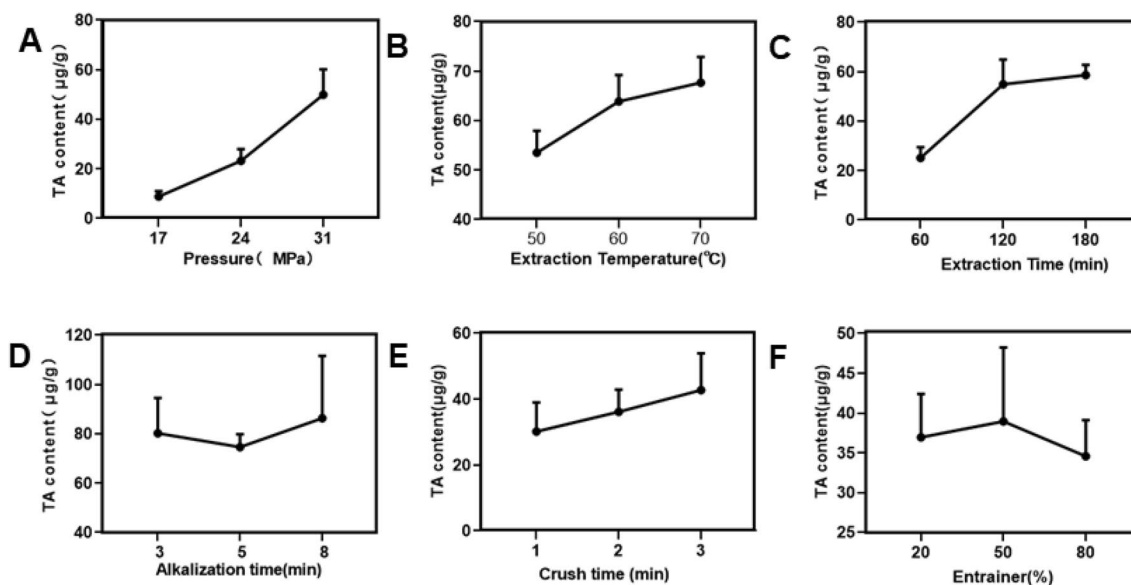 A
TA content ( µg/g)
80
60
40
20
0
17 24 31
Pressure( MPa)
B
TA content(µg/g)
80
70
60
50
40
50 60 70
Extraction Temperature(°C)
C
TA content( µg/g)
80
60
40
20
0
60 120 180
Extraction Time (min)
D
TA content( µg/g)
120
100
80
60
40
3 5 8
Alkalization time(min)
E
TA content(µg/g)
60
40
20
0
1 2 3
Crush time (min)
F
TA content(µg/g)
50
45
40
35
30
25
20 50 80
Entrainer(%)